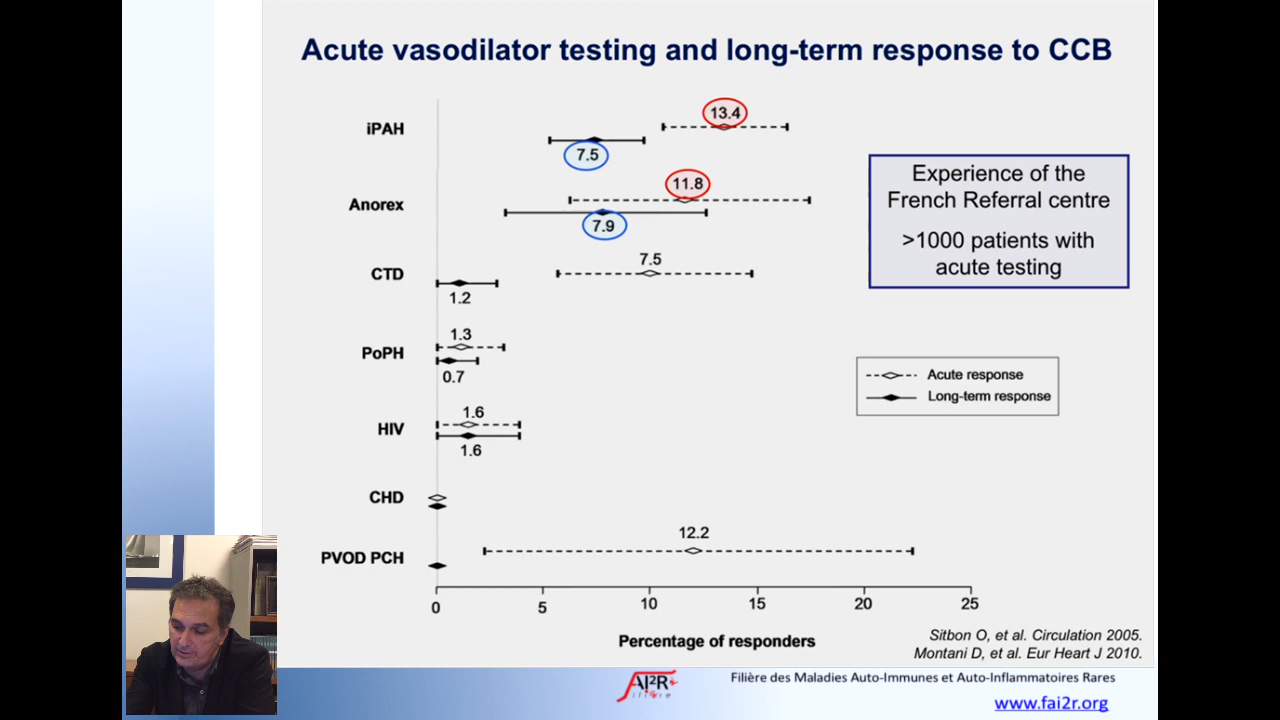 Acute vasodilator testing and long-term response to CCB
iPAH
13.4
7.5
Anorex
11.8
7.9
CTD
7.5
1.2
PoPH
1.3
0.7
HIV
1.6
1.6
CHD
PVOD PCH
12.2
0 5 10 15 20 25
Percentage of responders
Experience of the
French Referral centre
>1000 patients with
acute testing
Acute response
Long-term response
Sitbon O, et al. Circulation 2005.
Montani D, et al. Eur Heart J 2010.
FAI²R
filière
Filière des Maladies Auto-Immunes et Auto-Inflammatoires Rares
www.fai2r.org